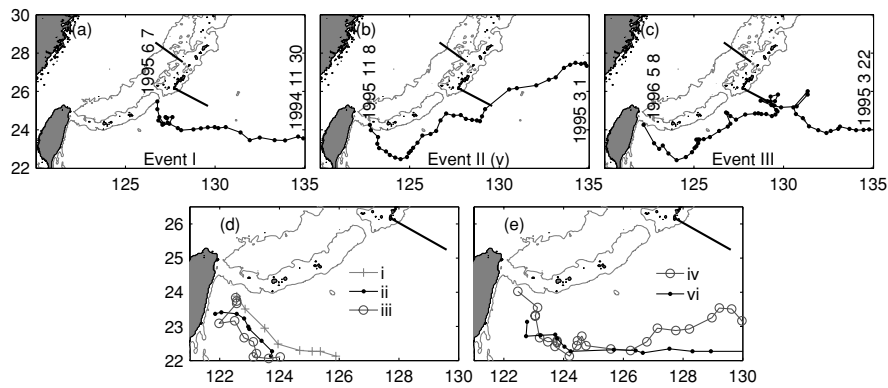 30
28
26
24
22
(a)
1995 6 7
1994 11 30
Event I
125
130
135
(b)
1995 11 8
1995 3 1
Event II (v)
125
130
135
(c)
1996 5 8
1995 3 22
Event III
125
130
135
26
25
24
23
22
(d)
i
ii
iii
122
124
126
128
130
(e)
iv
vi
122
124
126
128
130